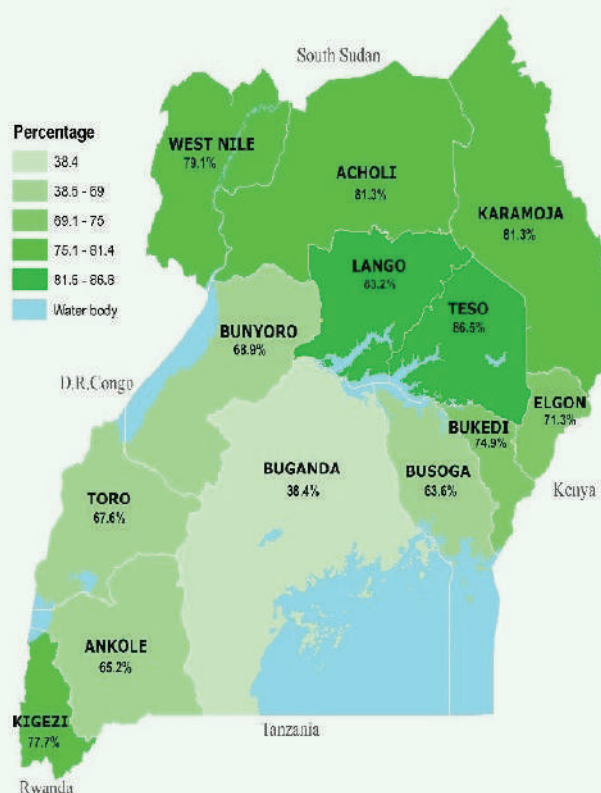 South Sudan
Percentage
38.4
38.5 - 69
69.1 - 75
75.1 - 81.4
81.5 - 86.8
Water body
WEST NILE
79.1%
ACHOLI
81.3%
KARAMOJA
81.3%
LANGO
83.2%
TESO
86.5%
BUNYORO
68.9%
D.R.Congo
ELGON
71.3%
BUKEDI
74.9%
BUGANDA
38.4%
BUSOGA
63.6%
Kenya
TORO
67.6%
ANKOLE
65.2%
KIGEZI
77.7%
Tanzania
Rwanda